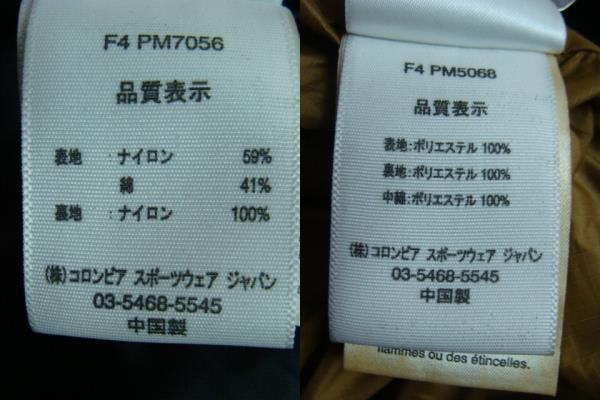 F4 PM7056
品質表示
表地 : ナイロン 59%
綿 41%
裏地 : ナイロン 100%
(株)コロンビア スポーツウェア ジャパン
03-5468-5545
中国製
F4 PM5068
品質表示
表地:ポリエステル 100%
裏地:ポリエステル 100%
中綿:ポリエステル 100%
(株)コロンビア スポーツウェア ジャパン
03-5468-5545
中国製
flammes ou des étincelles.